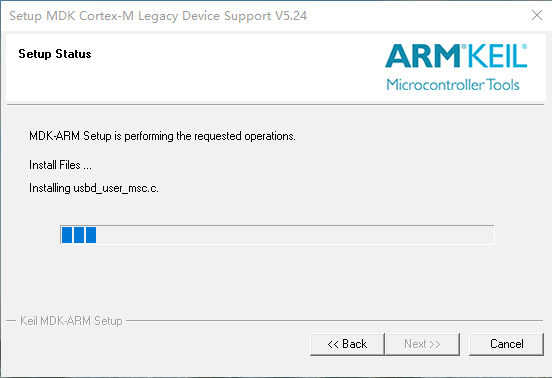 Setup MDK Cortex-M Legacy Device Support V5.24
Setup Status
ARM®KEIL®
Microcontroller Tools
MDK-ARM Setup is performing the requested operations.
Install Files ...
Installing usbd_user_msc.c.
Keil MDK-ARM Setup
<< Back
Next >>
Cancel